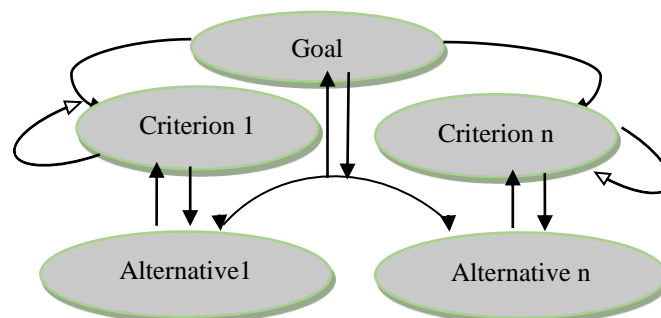 Goal
Criterion 1
Criterion n
Alternative1
Alternative n